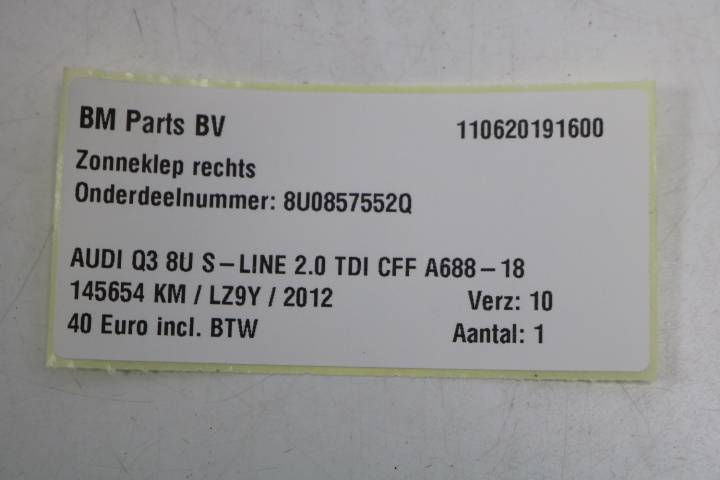 BM Parts BV 110620191600
Zonneklep rechts
Onderdeelnummer: 8U0857552Q
AUDI Q3 8U S-LINE 2.0 TDI CFF A688-18
145654 KM / LZ9Y / 2012 Verz: 10
40 Euro incl. BTW Aantal: 1